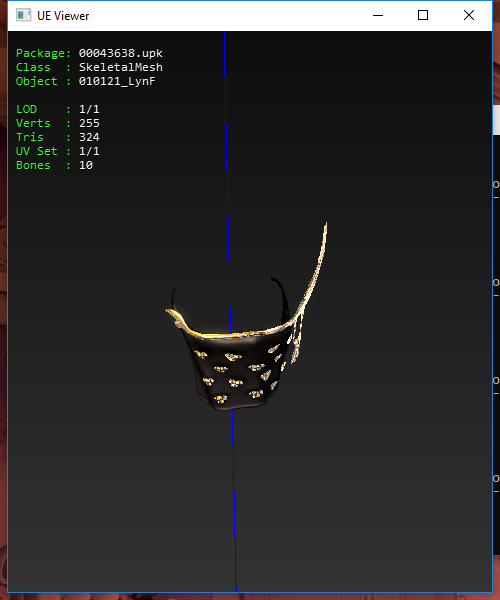 UE Viewer
Package: 00043638.upk
Class : SkeletalMesh
Object : 010121_LynF
LOD : 1/1
Verts : 255
Tris : 324
UV Set : 1/1
Bones : 10